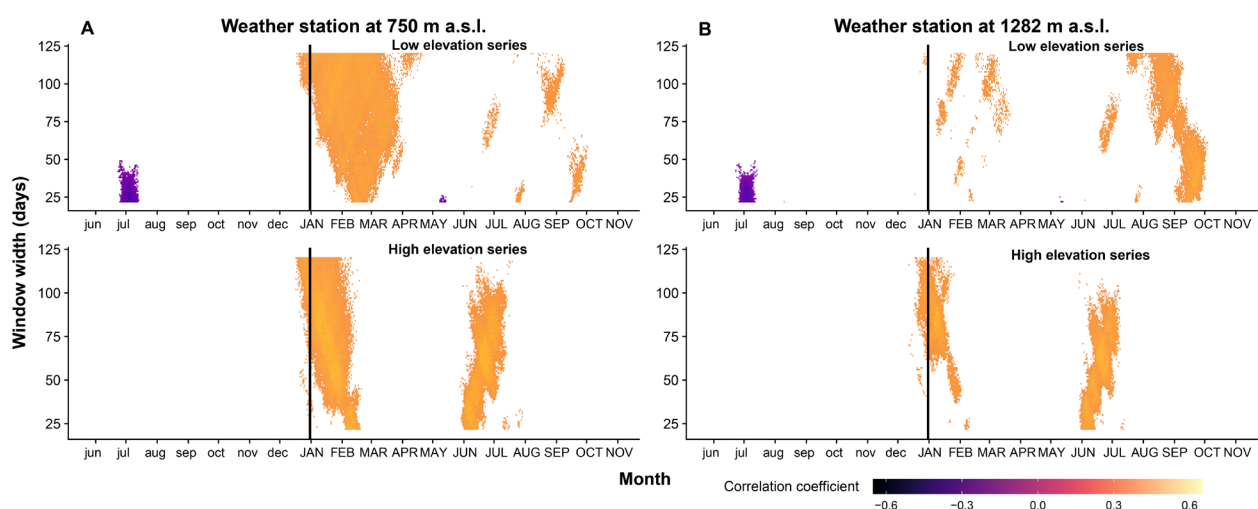 A
Weather station at 750 m a.s.l.
B
Weather station at 1282 m a.s.l.
Low elevation series
Low elevation series
125
100
75
50
25
125
100
75
50
25
jun jul aug sep oct nov dec JAN FEB MAR APR MAY JUN JUL AUG SEP OCT NOV
jun jul aug sep oct nov dec JAN FEB MAR APR MAY JUN JUL AUG SEP OCT NOV
Window width (days)
High elevation series
High elevation series
125
100
75
50
25
125
100
75
50
25
jun jul aug sep oct nov dec JAN FEB MAR APR MAY JUN JUL AUG SEP OCT NOV
jun jul aug sep oct nov dec JAN FEB MAR APR MAY JUN JUL AUG SEP OCT NOV
Month
Correlation coefficient
−0.6 −0.3 0.0 0.3 0.6